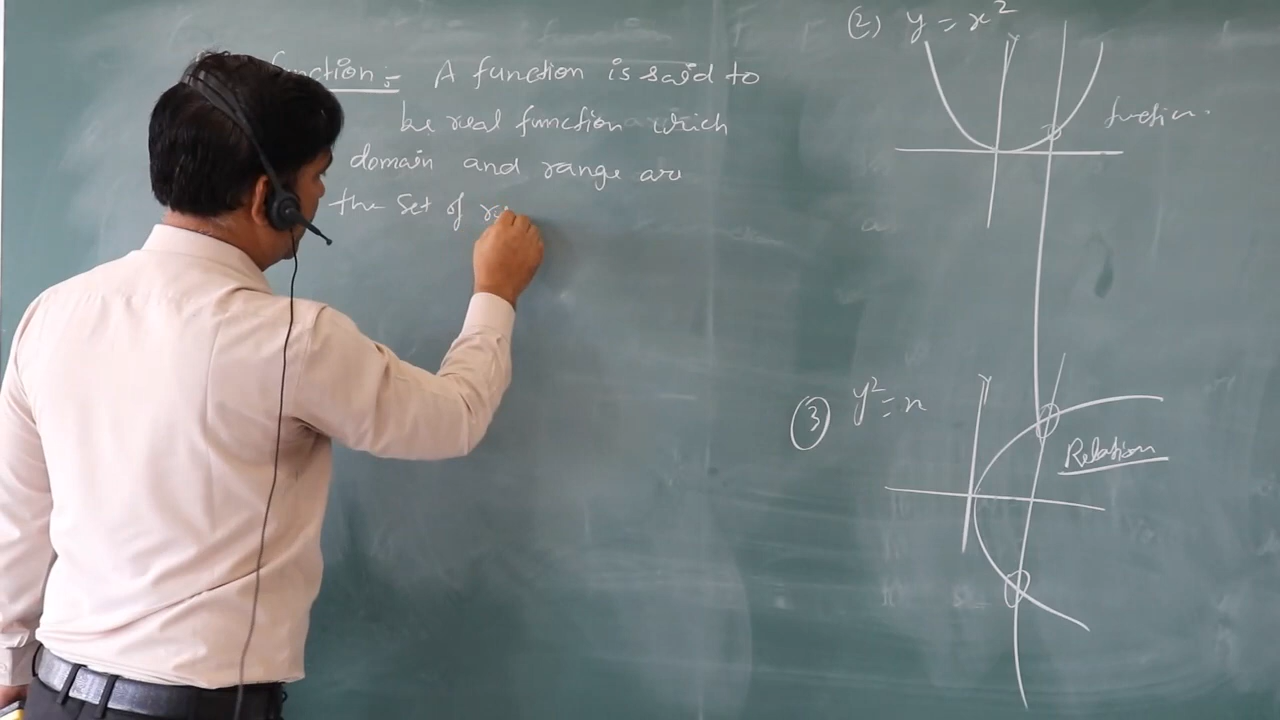 function:- A function is said to
be real function which
domain and range are
the set of
(2) y = x²
y
function.
(3) y² = x
y
Relation